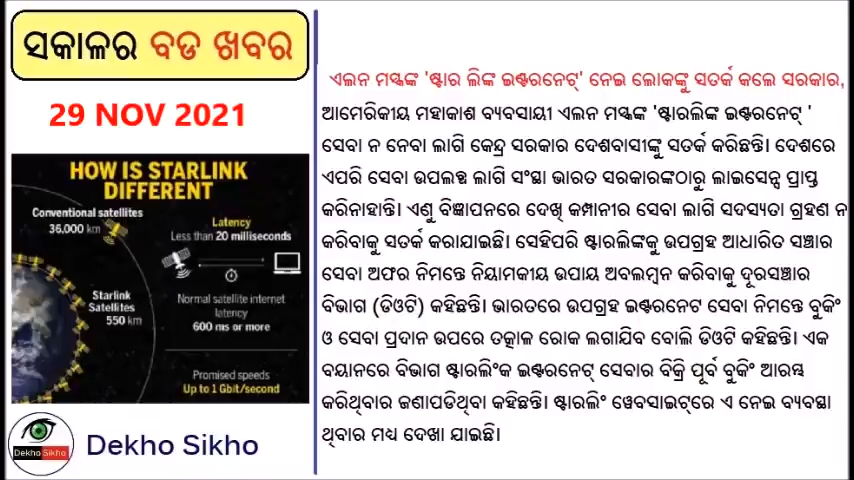 ସକାଳର ବଡ ଖବର
29 NOV 2021
HOW IS STARLINK
DIFFERENT
Conventional satellites
36,000 km
Latency
Less than 20 milliseconds
Starlink
Satellites
550 km
Normal satellite internet
latency
600 ms or more
Promised speeds
Up to 1 Gbit/second
Dekho Sikho
Dekho Sikho
ଏଲନ ମସ୍କଙ୍କ 'ଷ୍ଟାର ଲିଙ୍କ ଇଣ୍ଟରନେଟ୍' ନେଇ ଲୋକଙ୍କୁ ସତର୍କ କଲେ ସରକାର,
ଆମେରିକୀୟ ମହାକାଶ ବ୍ୟବସାୟୀ ଏଲନ ମସ୍କଙ୍କ 'ଷ୍ଟାରଲିଙ୍କ ଇଣ୍ଟରନେଟ୍ '
ସେବା ନ ନେବା ଲାଗି କେନ୍ଦ୍ର ସରକାର ଦେଶବାସୀଙ୍କୁ ସତର୍କ କରିଛନ୍ତି। ଦେଶରେ
ଏପରି ସେବା ଉପଲବ୍ଧ ଲାଗି ସଂସ୍ଥା ଭାରତ ସରକାରଙ୍କଠାରୁ ଲାଇସେନ୍ସ ପ୍ରାପ୍ତ
କରିନାହାନ୍ତି। ଏଣୁ ବିଜ୍ଞାପନରେ ଦେଖି କମ୍ପାନୀର ସେବା ଲାଗି ସଦସ୍ୟତା ଗ୍ରହଣ ନ
କରିବାକୁ ସତର୍କ କରାଯାଇଛି। ସେହିପରି ଷ୍ଟାରଲିଙ୍କକୁ ଉପଗ୍ରହ ଆଧାରିତ ସଞ୍ଚାର
ସେବା ଅଫର ନିମନ୍ତେ ନିୟାମକୀୟ ଉପାୟ ଅବଲମ୍ବନ କରିବାକୁ ଦୂରସଞ୍ଚାର
ବିଭାଗ (ଡିଓଟି) କହିଛନ୍ତି। ଭାରତରେ ଉପଗ୍ରହ ଇଣ୍ଟରନେଟ ସେବା ନିମନ୍ତେ ବୁକିଂ
ଓ ସେବା ପ୍ରଦାନ ଉପରେ ତତ୍କାଳ ରୋକ ଲଗାଯିବ ବୋଲି ଡିଓଟି କହିଛନ୍ତି। ଏକ
ବୟାନରେ ବିଭାଗ ଷ୍ଟାରଲିଂକ ଇଣ୍ଟରନେଟ୍ ସେବାର ବିକ୍ରି ପୂର୍ବ ବୁକିଂ ଆରମ୍ଭ
କରିଥିବାର ଜଣାପଡିଥିବା କହିଛନ୍ତି। ଷ୍ଟାରଲିଂ ୱେବସାଇଟ୍‌ରେ ଏ ନେଇ ବ୍ୟବସ୍ଥା
ଥିବାର ମଧ୍ୟ ଦେଖା ଯାଇଛି।